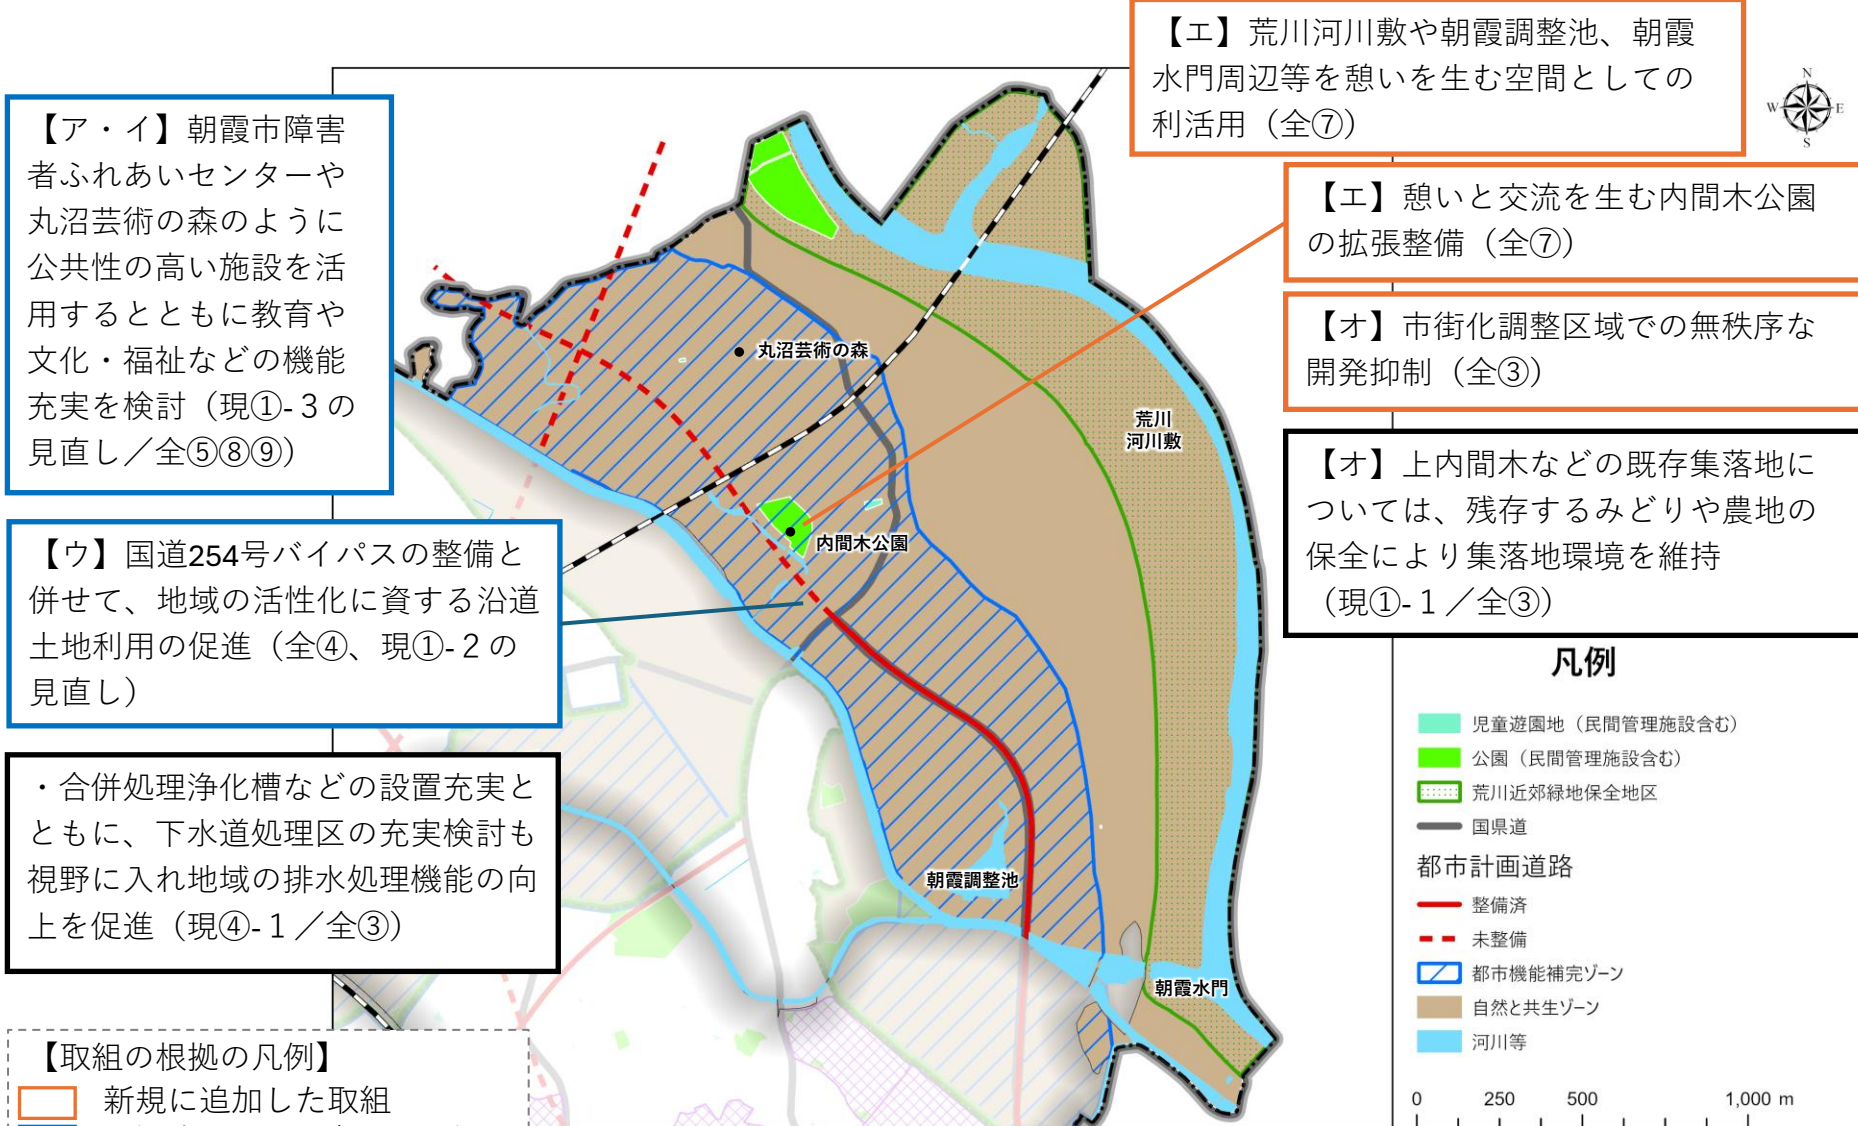 【エ】荒川河川敷や朝霞調整池、朝霞
水門周辺等を憩いを生む空間としての
利活用（全⑦）
N
W
E
S
【ア・イ】朝霞市障害
者ふれあいセンターや
丸沼芸術の森のように
公共性の高い施設を活
用するとともに教育や
文化・福祉などの機能
充実を検討（現①-３の
見直し／全⑤⑧⑨）
【エ】憩いと交流を生む内間木公園
の拡張整備（全⑦）
【オ】市街化調整区域での無秩序な
開発抑制（全③）
【オ】上内間木などの既存集落地に
ついては、残存するみどりや農地の
保全により集落地環境を維持
（現①-１／全③）
【ウ】国道254号バイパスの整備と
併せて、地域の活性化に資する沿道
土地利用の促進（全④、現①-２の
見直し）
・合併処理浄化槽などの設置充実と
ともに、下水道処理区の充実検討も
視野に入れ地域の排水処理機能の向
上を促進（現④-１／全③）
丸沼芸術の森
荒川
河川敷
内間木公園
朝霞調整池
朝霞水門
凡例
児童遊園地（民間管理施設含む）
公園（民間管理施設含む）
荒川近郊緑地保全地区
国県道
都市計画道路
整備済
未整備
都市機能補完ゾーン
自然と共生ゾーン
河川等
0 250 500 1,000 m
【取組の根拠の凡例】
新規に追加した取組